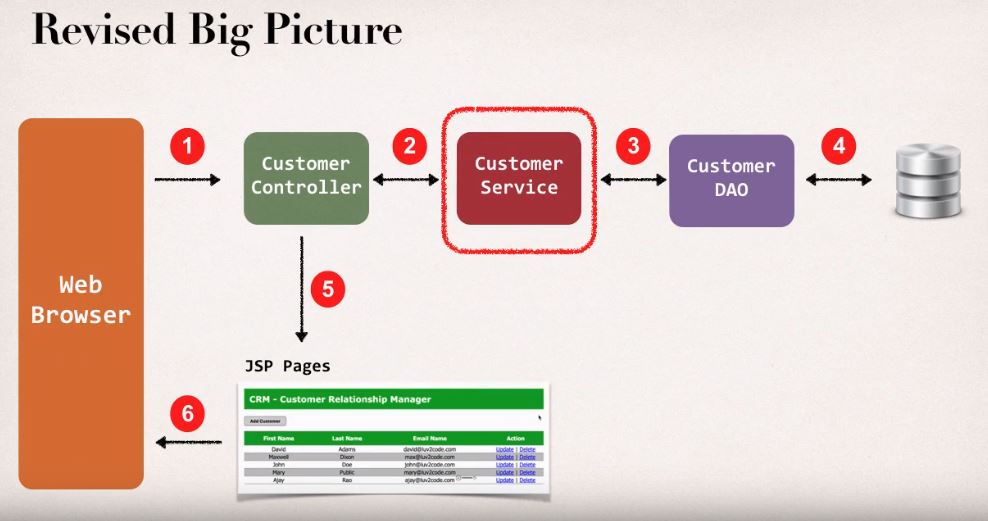 Revised Big Picture
1
2
3
4
Customer
Controller
Customer
Service
Customer
DAO
Web
Browser
5
JSP Pages
6
CRM - Customer Relationship Manager
Add Customer
First Name Last Name Email Name Action
David Adams david@luv2code.com Update | Delete
Maxwell Dixon max@luv2code.com Update | Delete
John Doe john@luv2code.com Update | Delete
Mary Public mary@luv2code.com Update | Delete
Ajay Rao ajay@luv2code.com Update | Delete